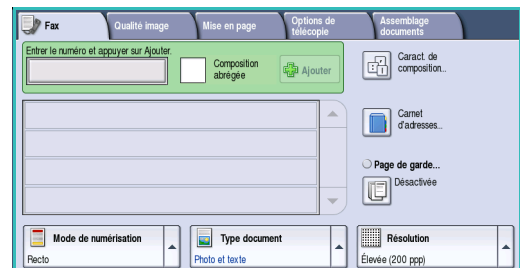 Fax
Qualité image
Mise en page
Options de
télécopie
Assemblage
documents
Entrer le numéro et appuyer sur Ajouter.
Composition
abrégée
Ajouter
Caract. de
composition...
Carnet
d'adresses...
Page de garde...
Désactivée
Mode de numérisation
Recto
Type document
Photo et texte
Résolution
Élevée (200 ppp)